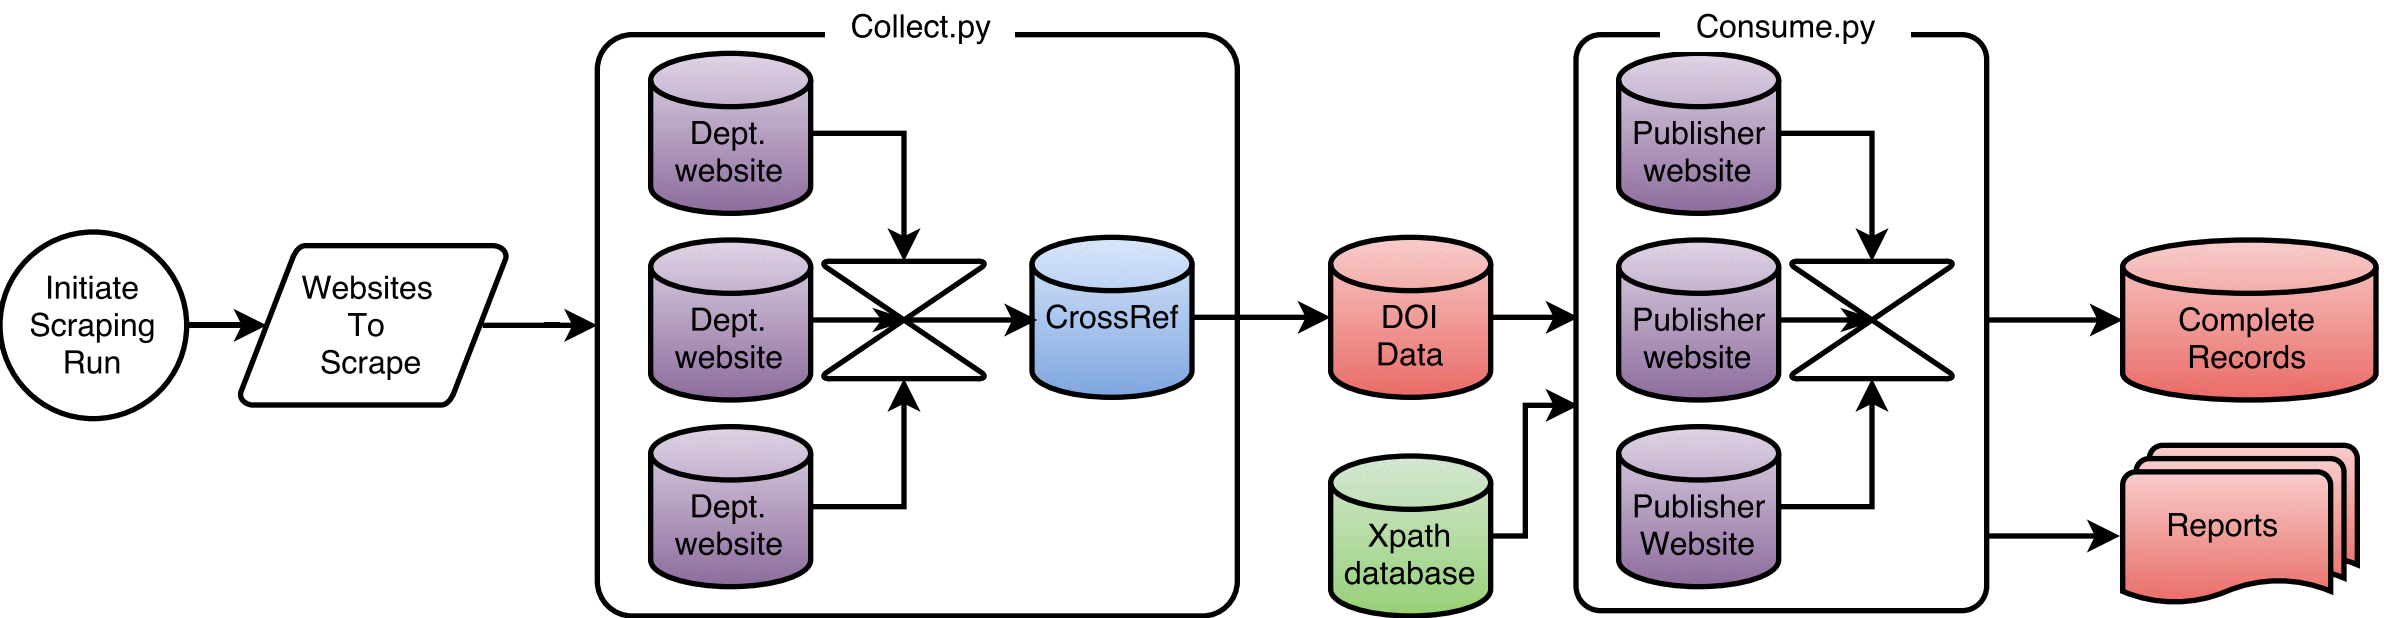 Collect.py
Consume.py
Initiate
Scraping
Run
Websites
To
Scrape
Dept.
website
Dept.
website
Dept.
website
CrossRef
DOI
Data
Xpath
database
Publisher
website
Publisher
website
Publisher
Website
Complete
Records
Reports